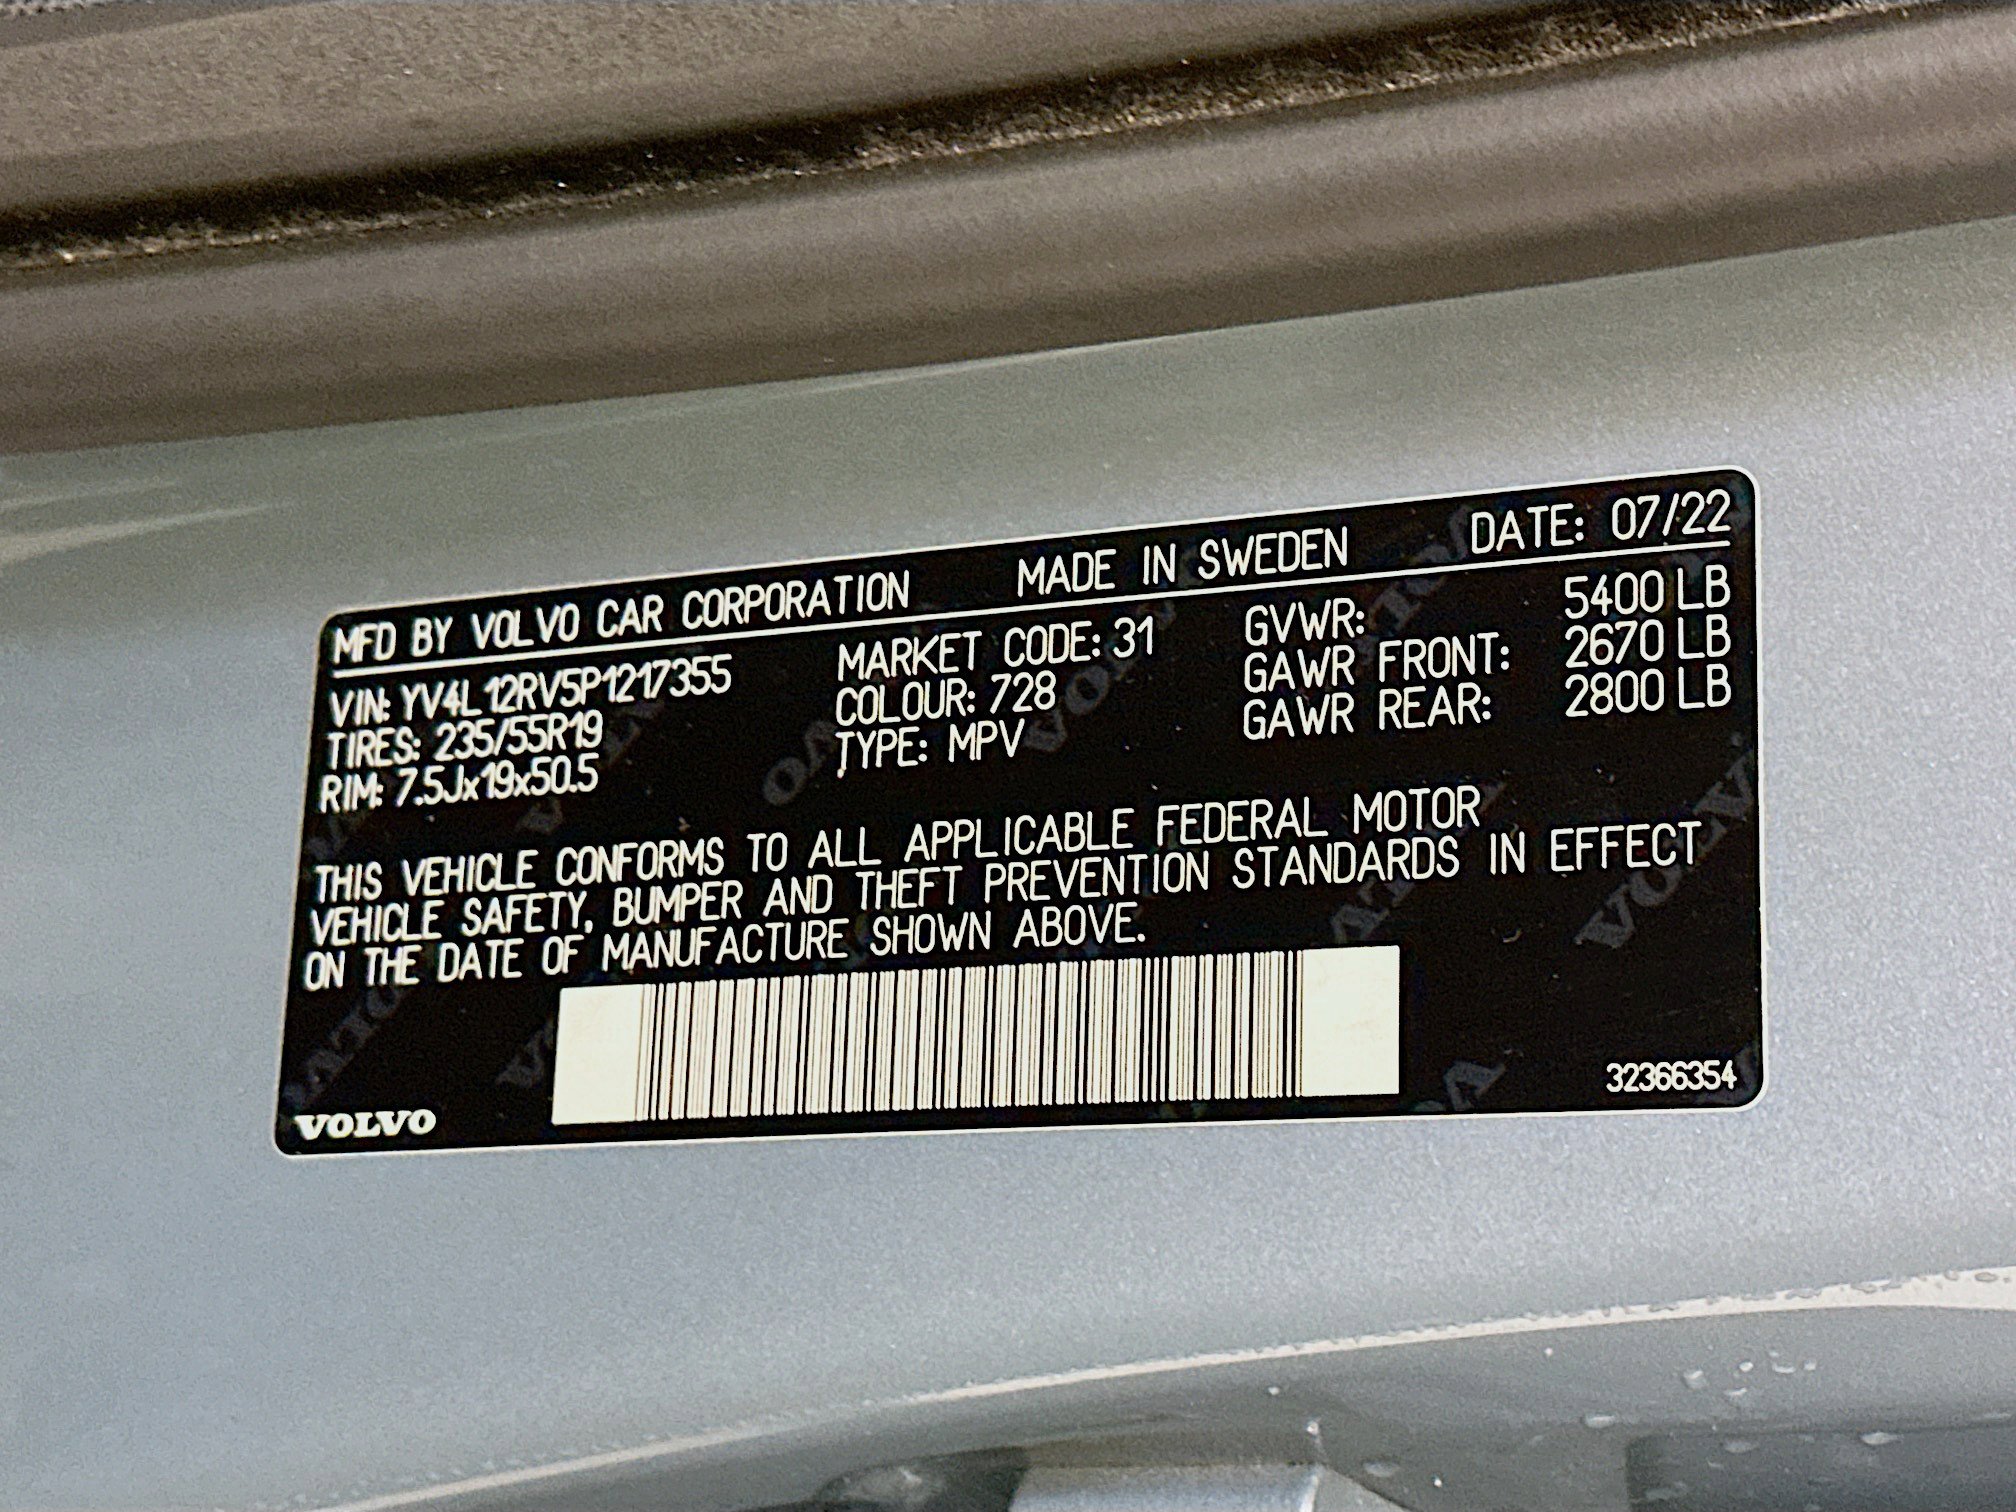 MFD BY VOLVO CAR CORPORATION MADE IN SWEDEN DATE: 07/22
VIN: YV4L12RV5P1217355 MARKET CODE: 31 GVWR: 5400 LB
TIRES: 235/55R19 COLOUR: 728 GAWR FRONT: 2670 LB
RIM: 7.5Jx19x50.5 TYPE: MPV GAWR REAR: 2800 LB
THIS VEHICLE CONFORMS TO ALL APPLICABLE FEDERAL MOTOR
VEHICLE SAFETY, BUMPER AND THEFT PREVENTION STANDARDS IN EFFECT
ON THE DATE OF MANUFACTURE SHOWN ABOVE.
VOLVO 32366354